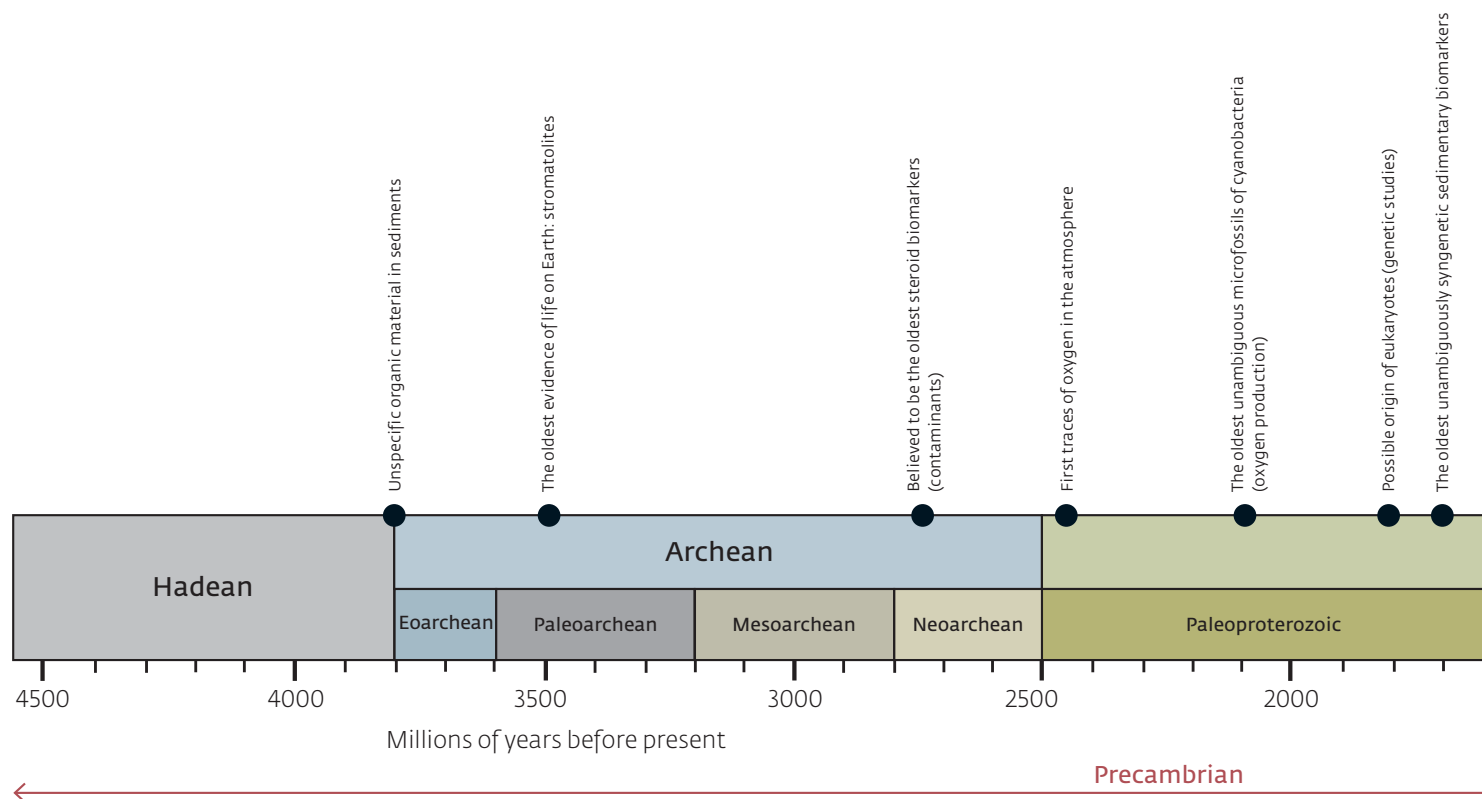 Unspecific organic material in sediments
The oldest evidence of life on Earth: stromatolites
Believed to be the oldest steroid biomarkers
(contaminants)
First traces of oxygen in the atmosphere
The oldest unambiguous microfossils of cyanobacteria
(oxygen production)
Possible origin of eukaryotes (genetic studies)
The oldest unambiguously syngenetic sedimentary biomarkers
Hadean
Archean
Eoarchean
Paleoarchean
Mesoarchean
Neoarchean
Paleoproterozoic
4500
4000
3500
3000
2500
2000
Millions of years before present
Precambrian